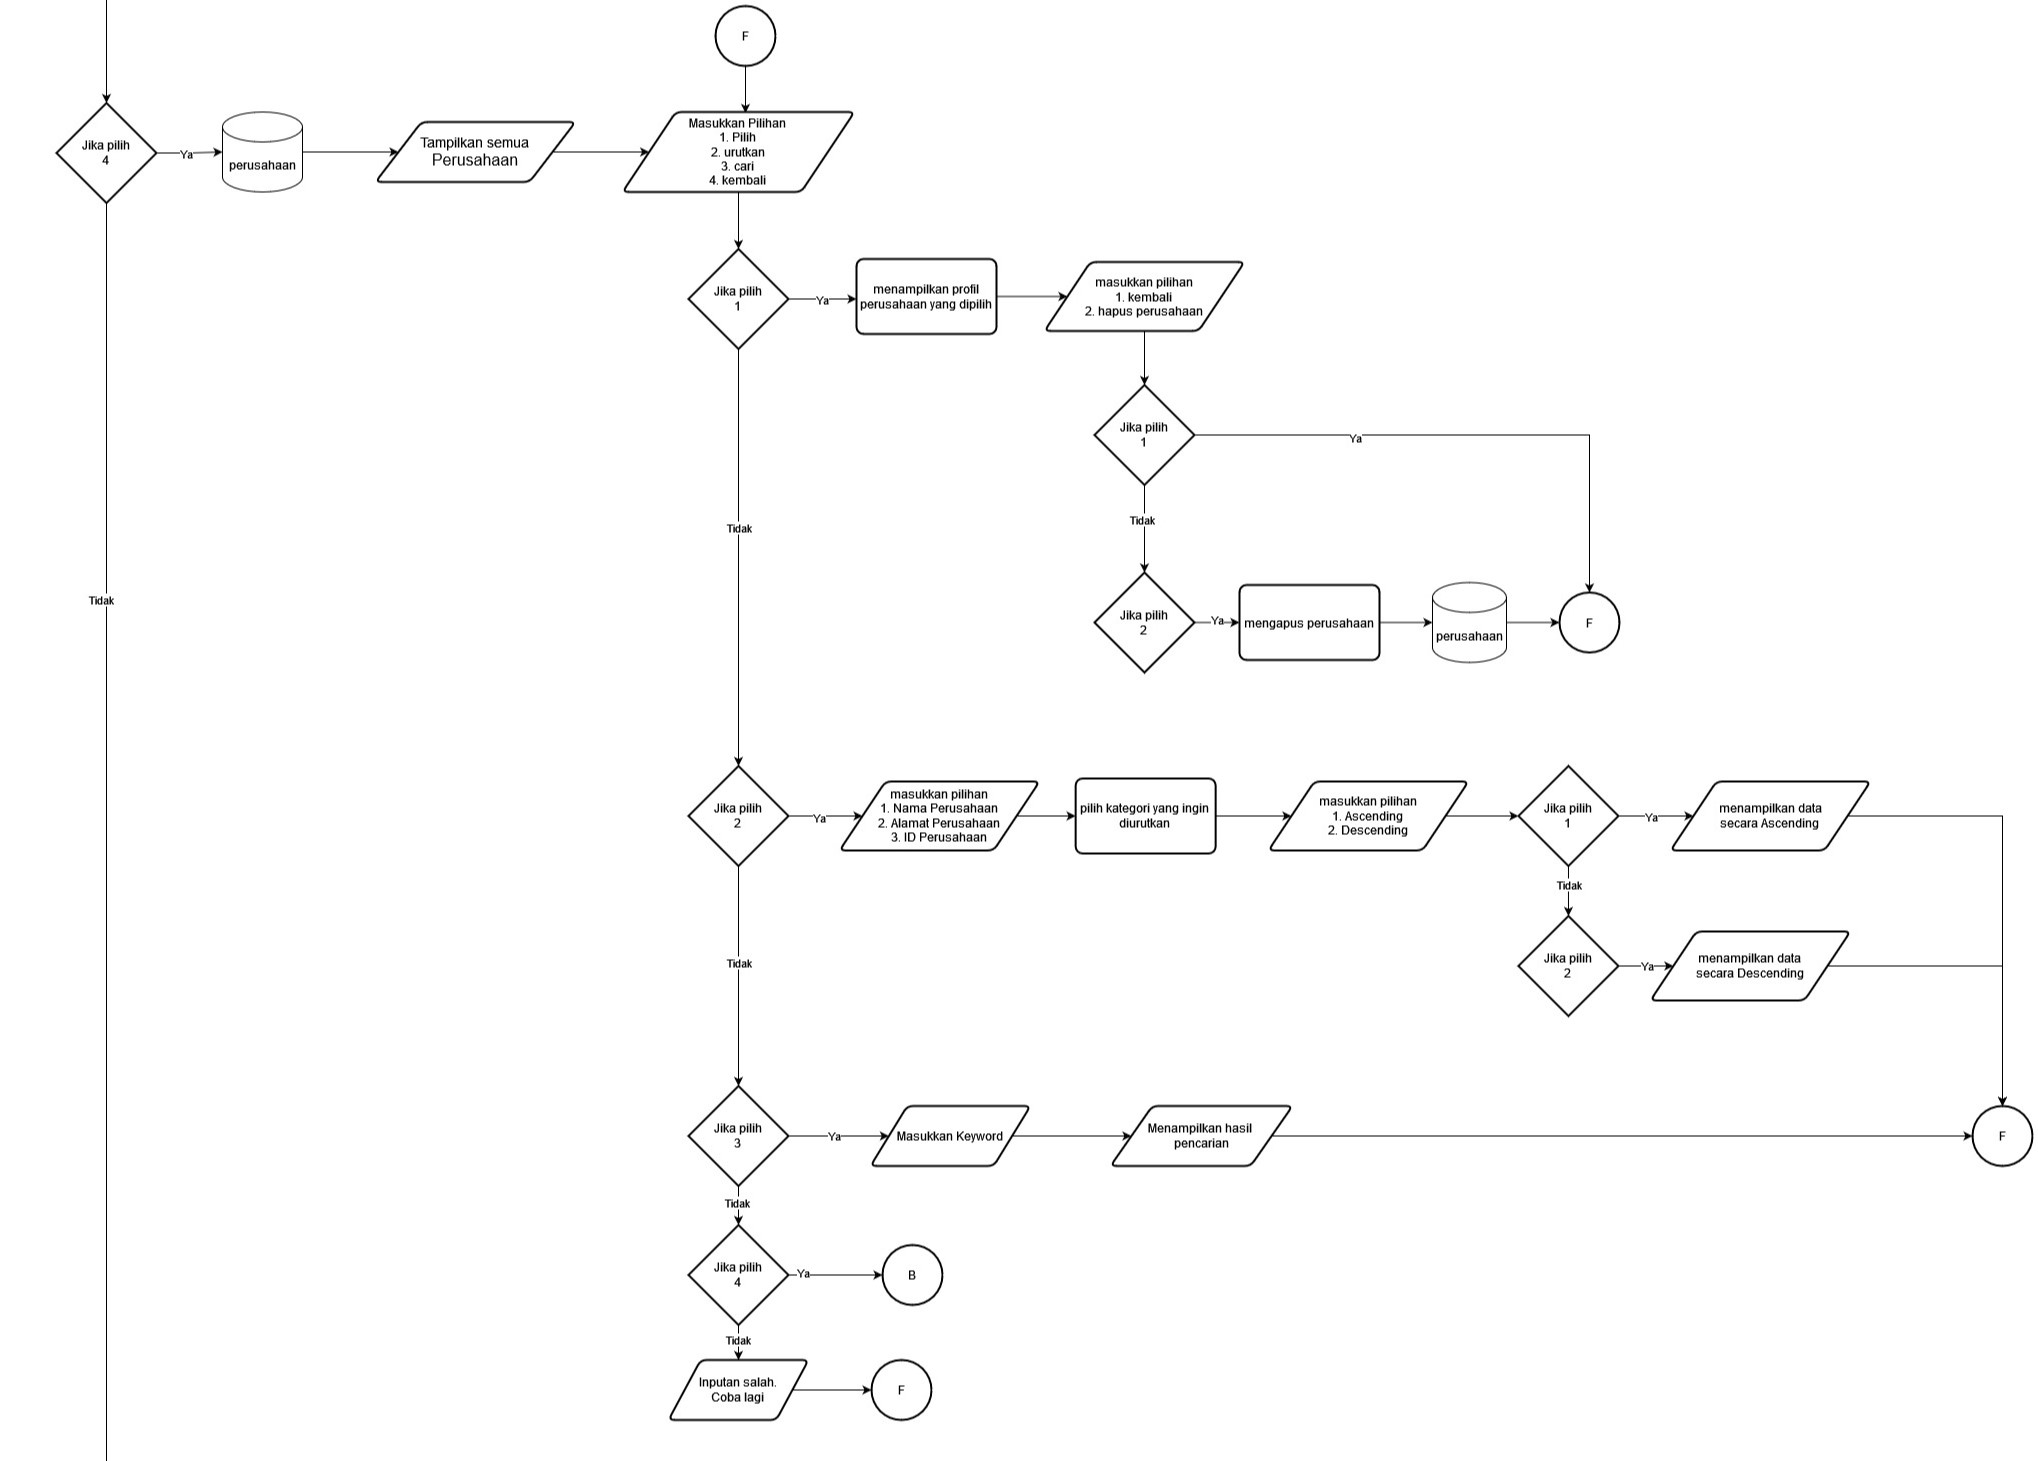 F
Jika pilih
4
Ya
perusahaan
Tampilkan semua
Perusahaan
Masukkan Pilihan
1. Pilih
2. urutkan
3. cari
4. kembali
Jika pilih
1
Ya
menampilkan profil
perusahaan yang dipilih
masukkan pilihan
1. kembali
2. hapus perusahaan
Jika pilih
1
Ya
Tidak
Tidak
Tidak
Jika pilih
2
Ya
mengapus perusahaan
perusahaan
F
Jika pilih
2
Ya
masukkan pilihan
1. Nama Perusahaan
2. Alamat Perusahaan
3. ID Perusahaan
pilih kategori yang ingin
diurutkan
masukkan pilihan
1. Ascending
2. Descending
Jika pilih
1
Ya
menampilkan data
secara Ascending
Tidak
Tidak
Jika pilih
2
Ya
menampilkan data
secara Descending
Jika pilih
3
Ya
Masukkan Keyword
Menampilkan hasil
pencarian
F
Tidak
Jika pilih
4
Ya
B
Tidak
Inputan salah.
Coba lagi
F